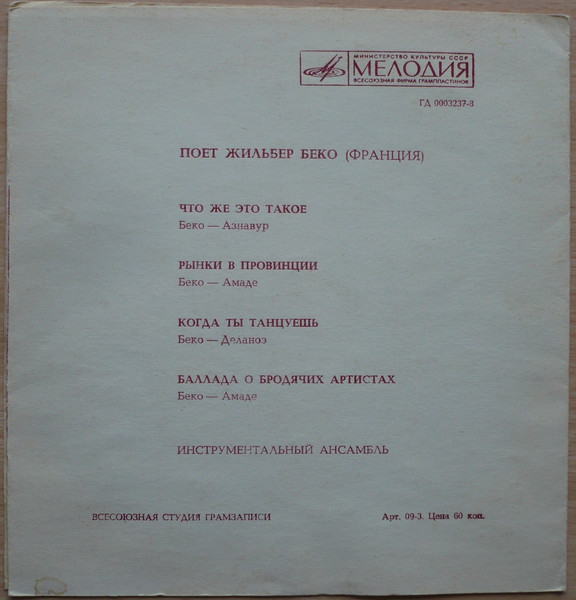 МИНИСТЕРСТВО КУЛЬТУРЫ СССР
МЕЛОДИЯ
ВСЕСОЮЗНАЯ ФИРМА ГРАМПЛАСТИНОК
ГД 0003237-8
ПОЕТ ЖИЛЬБЕР БЕКО (ФРАНЦИЯ)
ЧТО ЖЕ ЭТО ТАКОЕ
Беко — Азнавур
РЫНКИ В ПРОВИНЦИИ
Беко — Амаде
КОГДА ТЫ ТАНЦУЕШЬ
Беко — Деланоэ
БАЛЛАДА О БРОДЯЧИХ АРТИСТАХ
Беко — Амаде
ИНСТРУМЕНТАЛЬНЫЙ АНСАМБЛЬ
ВСЕСОЮЗНАЯ СТУДИЯ ГРАМЗАПИСИ
Арт. 09-3. Цена 60 коп.